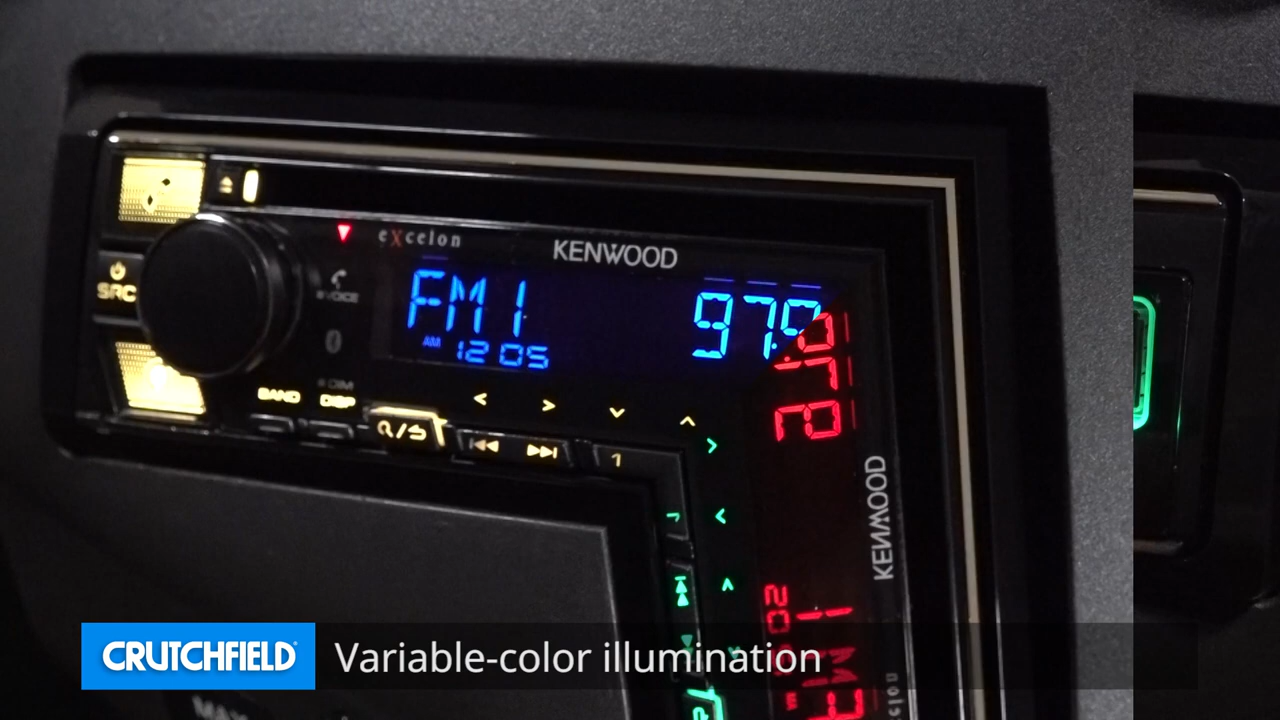 excelon
KENWOOD
SRC
FM1
97.9
AM 12 05
BAND
DISP
1
KENWOOD
CRUTCHFIELD
Variable-color illumination